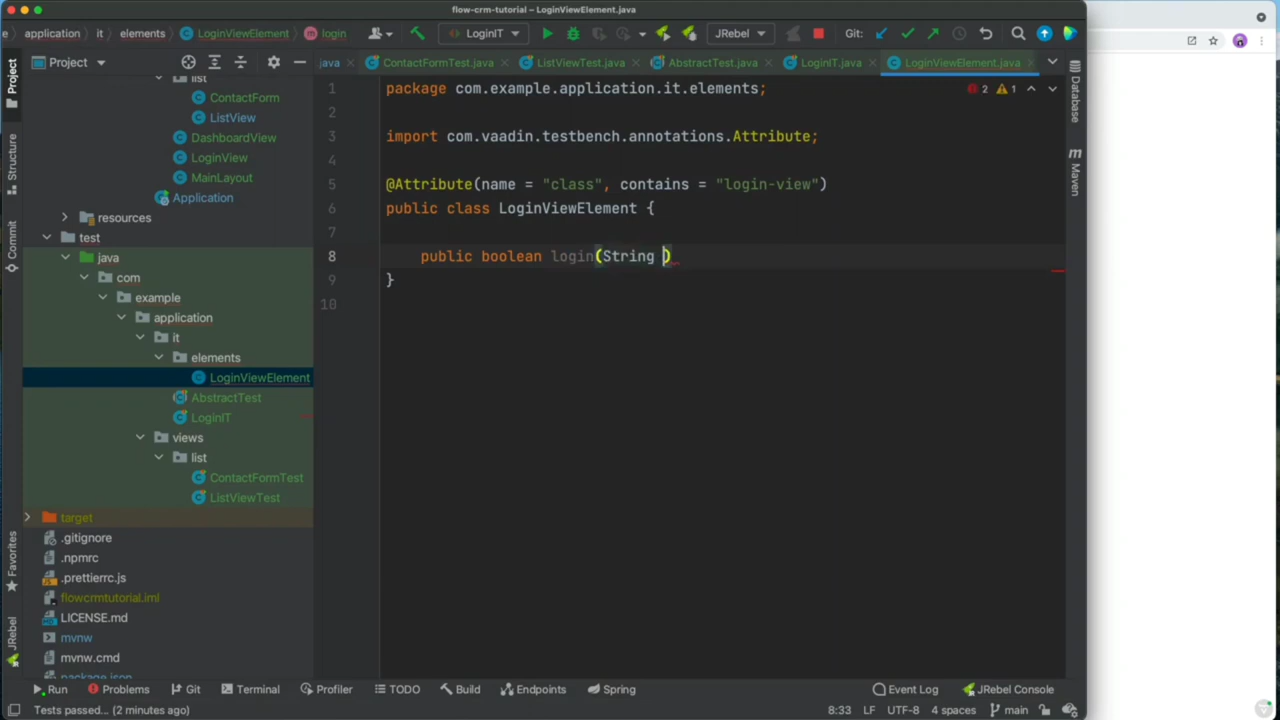 flow-crm-tutorial – LoginViewElement.java
application
it
elements
LoginViewElement
login
LoginIT
JRebel
Git:
Project
java
ContactFormTest.java
ListViewTest.java
AbstractTest.java
LoginIT.java
LoginViewElement.java
Project
Structure
Commit
Favorites
JRebel
Database
Maven
list
ContactForm
ListView
DashboardView
LoginView
MainLayout
Application
resources
test
java
com
example
application
it
elements
LoginViewElement
AbstractTest
LoginIT
views
list
ContactFormTest
ListViewTest
target
.gitignore
.npmrc
.prettierrc.js
flowcrmtutorial.iml
LICENSE.md
mvnw
mvnw.cmd
package.json
2 1
1 package com.example.application.it.elements;
2
3 import com.vaadin.testbench.annotations.Attribute;
4
5 @Attribute(name = "class", contains = "login-view")
6 public class LoginViewElement {
7
8 public boolean login(String )
9 }
10
Run
Problems
Git
Terminal
Profiler
TODO
Build
Endpoints
Spring
Event Log
JRebel Console
Tests passed... (2 minutes ago)
8:33
LF
UTF-8
4 spaces
main